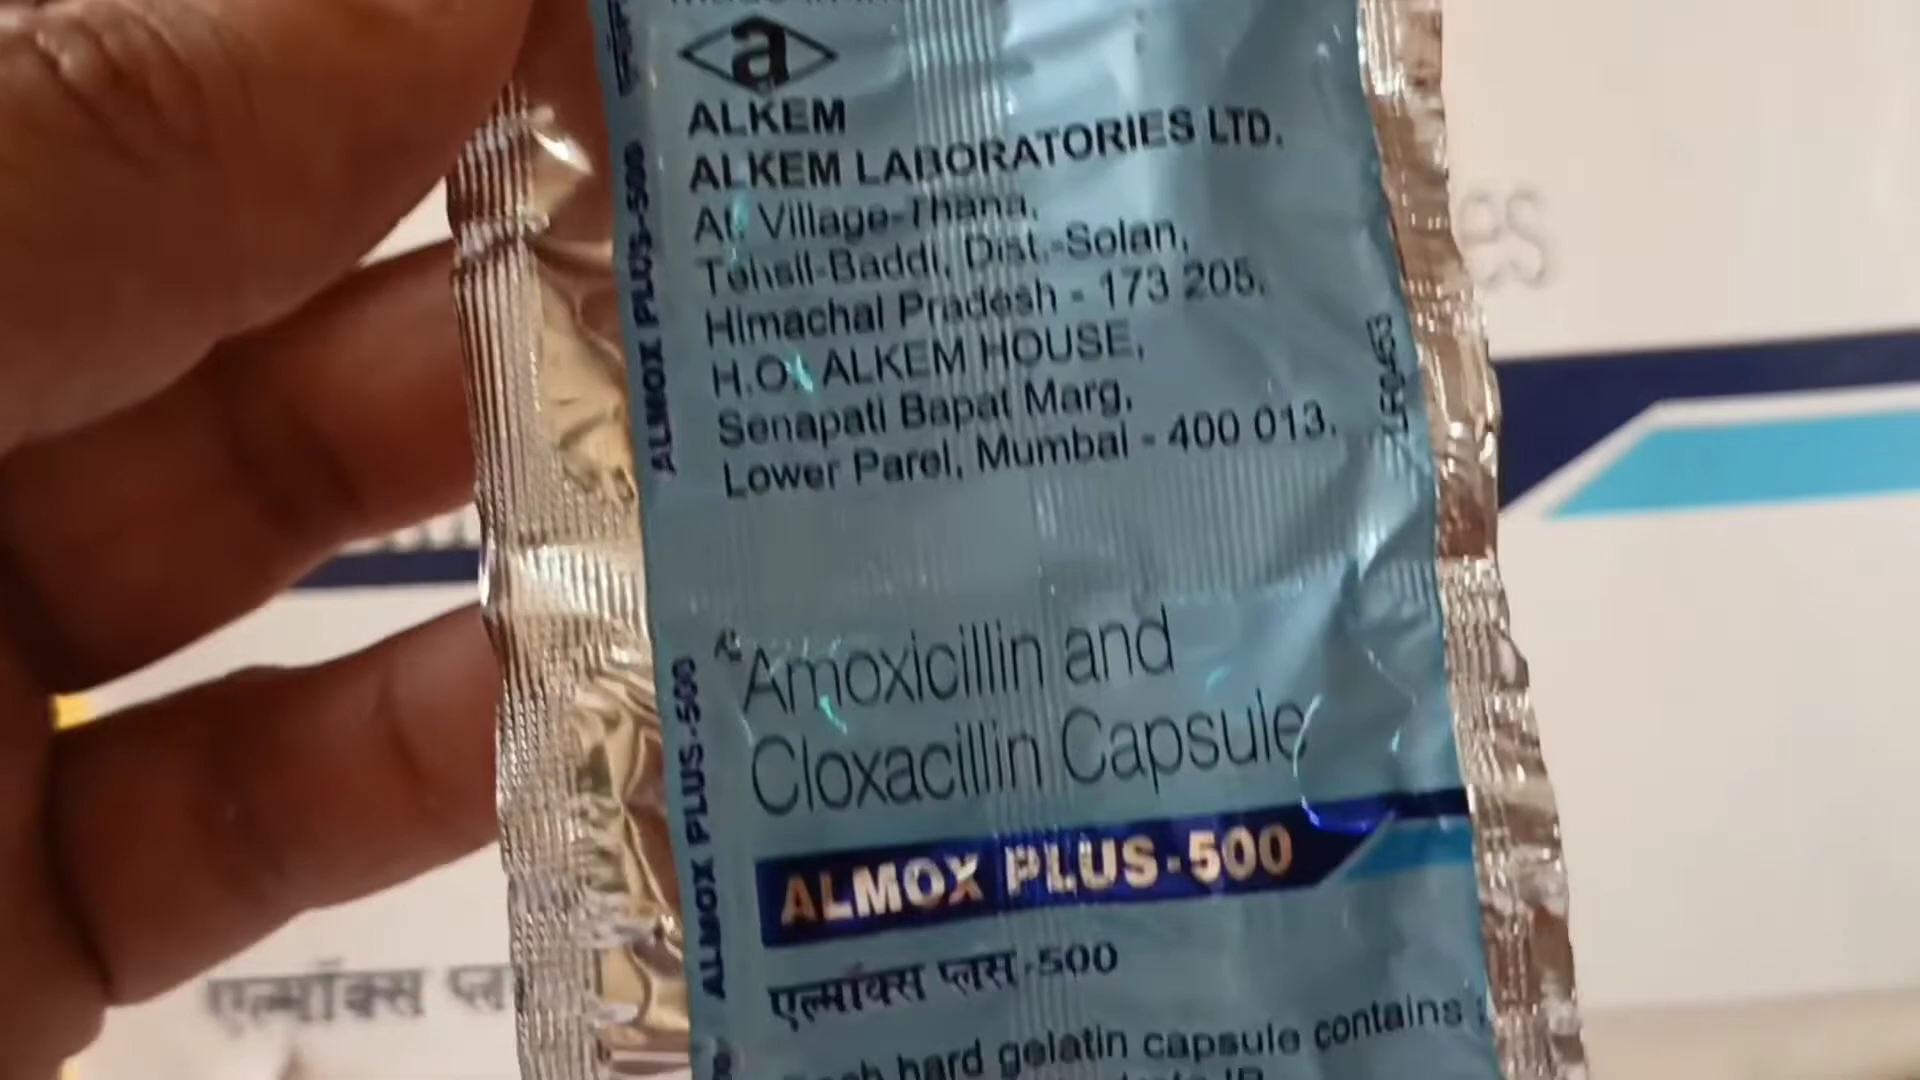 a
ALKEM
ALKEM LABORATORIES LTD.
At Village-Thana,
Tehsil-Baddi, Dist.-Solan,
Himachal Pradesh - 173 205.
H.O.: ALKEM HOUSE,
Senapati Bapat Marg,
Lower Parel, Mumbai - 400 013.
ALMOX PLUS-500
Amoxicillin and
Cloxacillin Capsule
ALMOX PLUS-500
एल्मॉक्स प्लस-500
hard gelatin capsule contains :
ALMOX PLUS-500
es
एल्मॉक्स